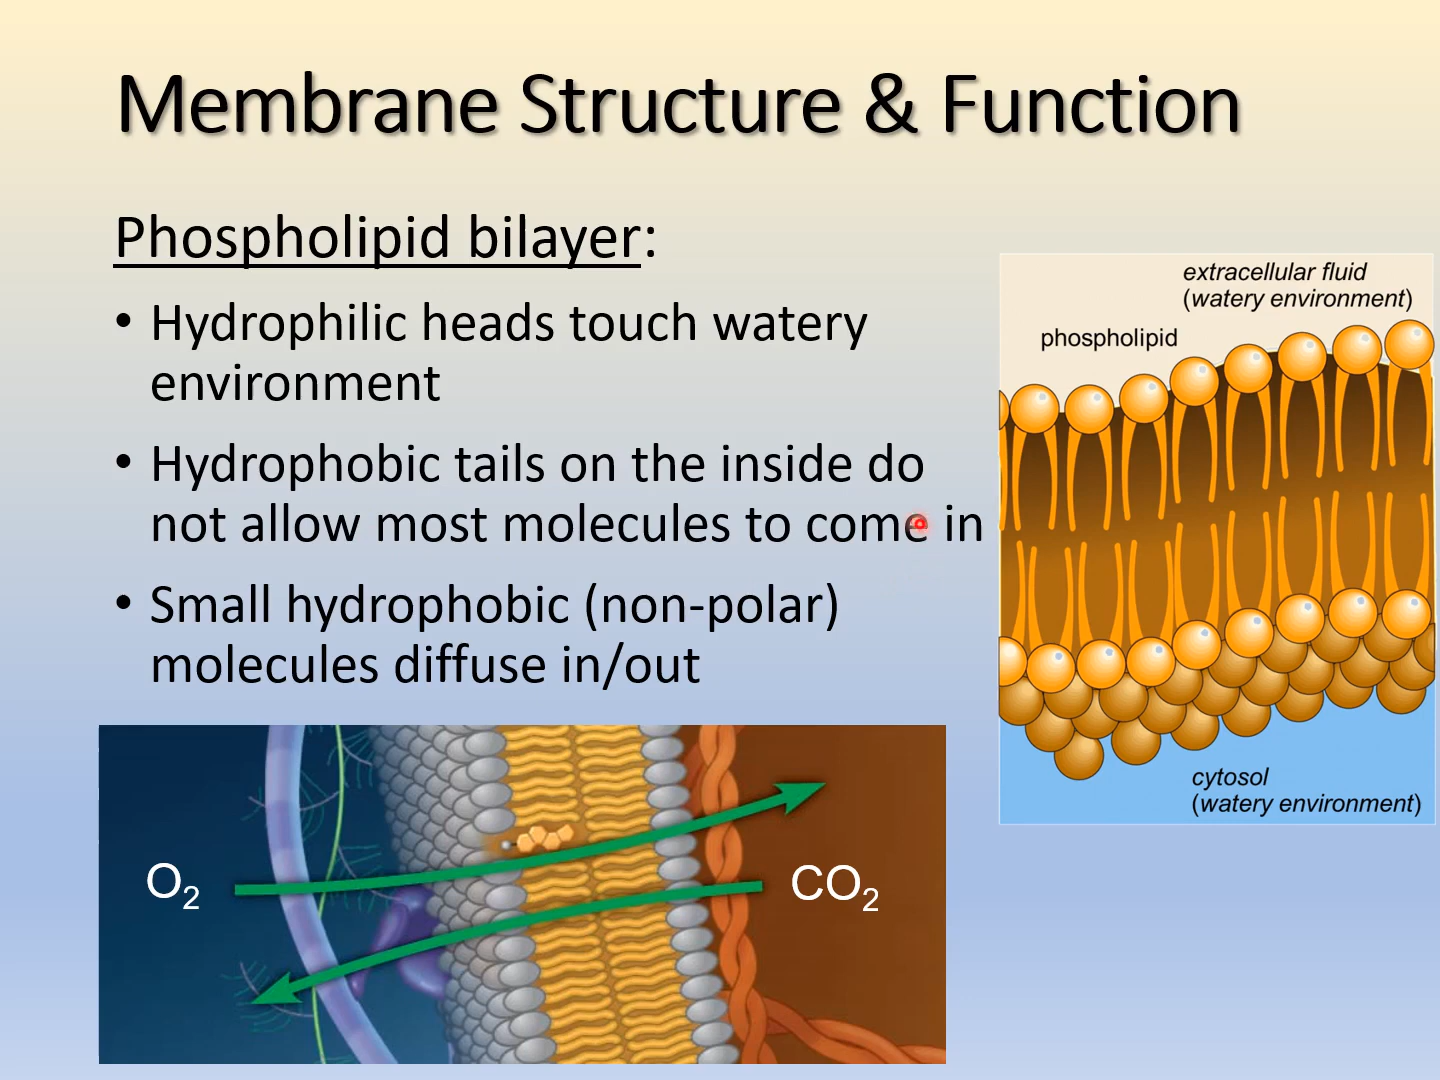 Membrane Structure & Function
Phospholipid bilayer:
• Hydrophilic heads touch watery
environment
• Hydrophobic tails on the inside do
not allow most molecules to come in
• Small hydrophobic (non-polar)
molecules diffuse in/out
extracellular fluid
(watery environment)
phospholipid
cytosol
(watery environment)
O₂
CO₂